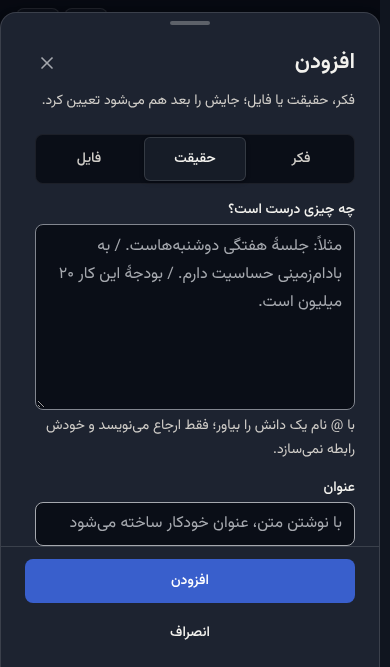 افزودن
فکر، حقیقت یا فایل؛ جایش را بعد هم می‌شود تعیین کرد.
فکر
حقیقت
فایل
چه چیزی درست است؟
مثلاً: جلسهٔ هفتگی دوشنبه‌هاست. / به
بادام‌زمینی حساسیت دارم. / بودجهٔ این کار ۲۰
میلیون است.
با @ نام یک دانش را بیاور؛ فقط ارجاع می‌نویسد و خودش
رابطه نمی‌سازد.
عنوان
با نوشتن متن، عنوان خودکار ساخته می‌شود
افزودن
انصراف